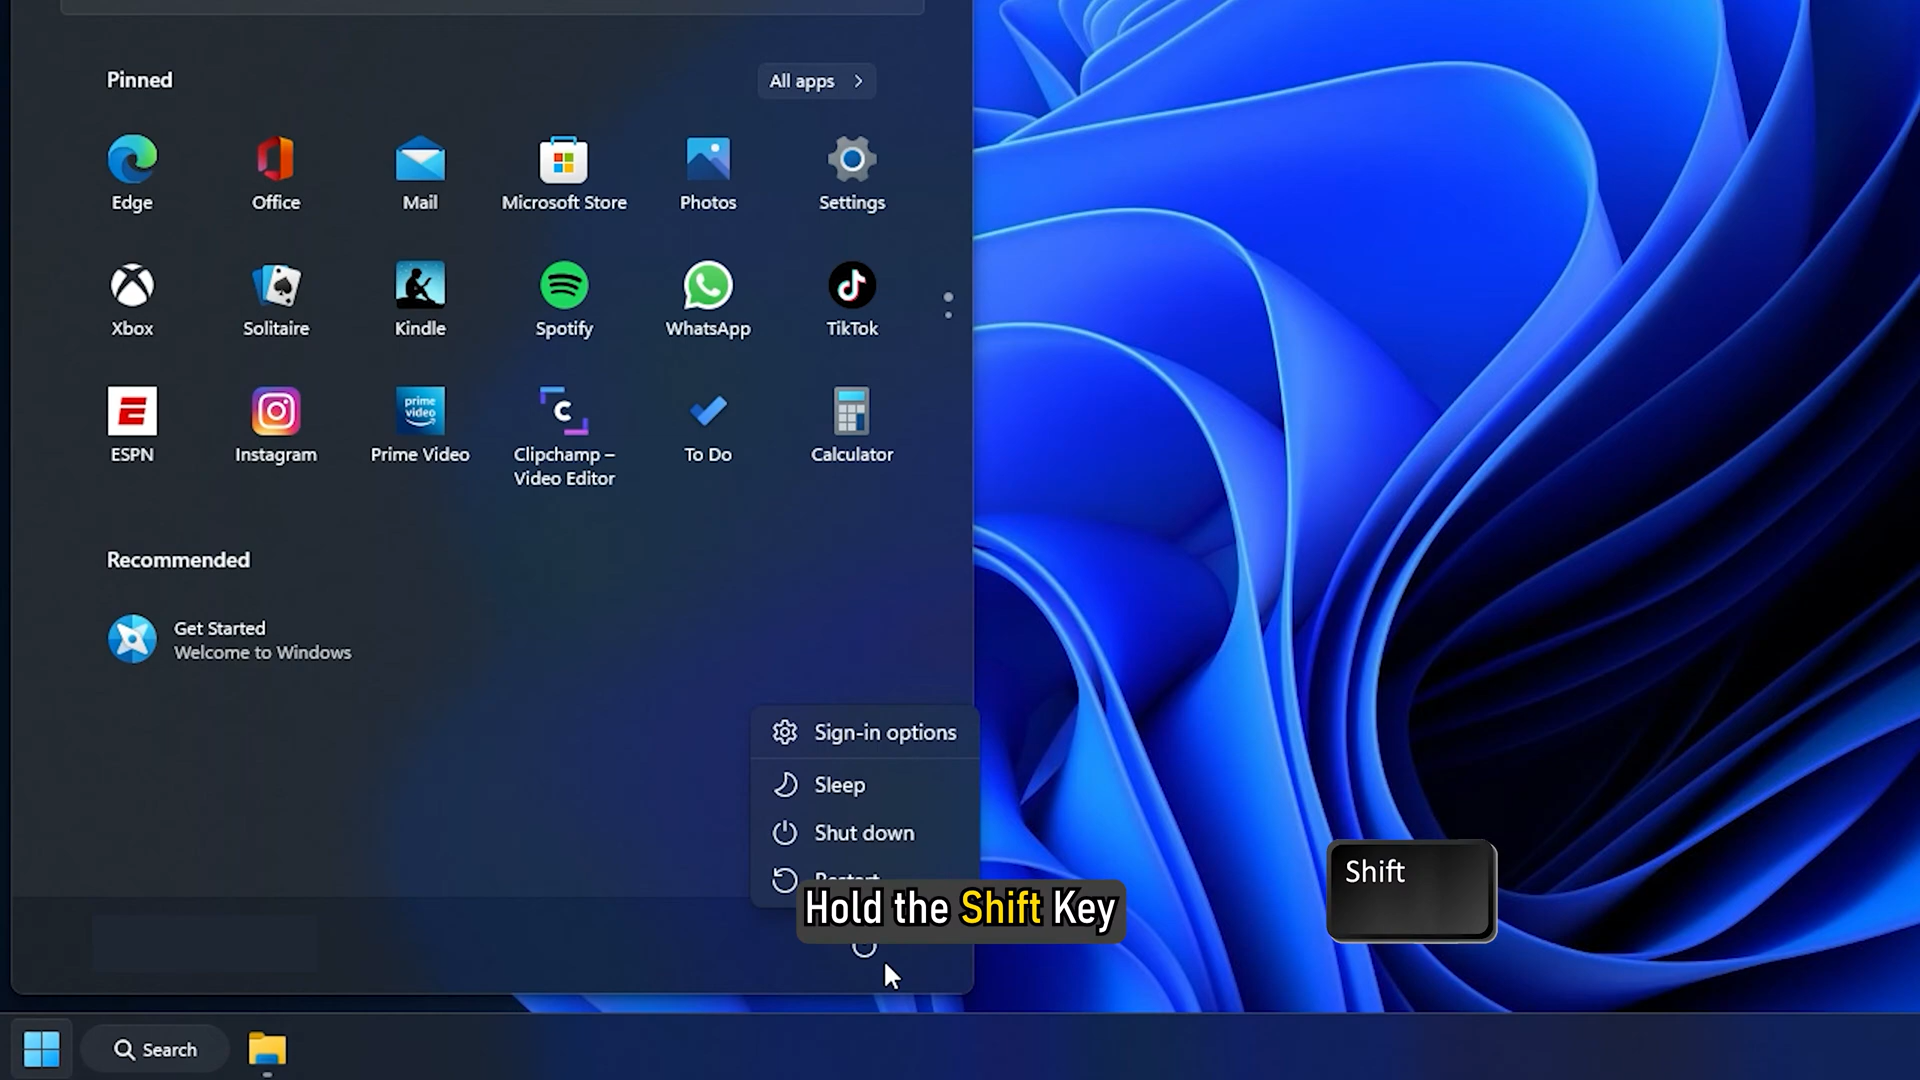 Pinned
All apps
Edge
Office
Mail
Microsoft Store
Photos
Settings
Xbox
Solitaire
Kindle
Spotify
WhatsApp
TikTok
prime
video
C
ESPN
Instagram
Prime Video
Clipchamp –
Video Editor
To Do
Calculator
Recommended
Get Started
Welcome to Windows
Sign-in options
Sleep
Shut down
Restart
Hold the Shift Key
Shift
Search